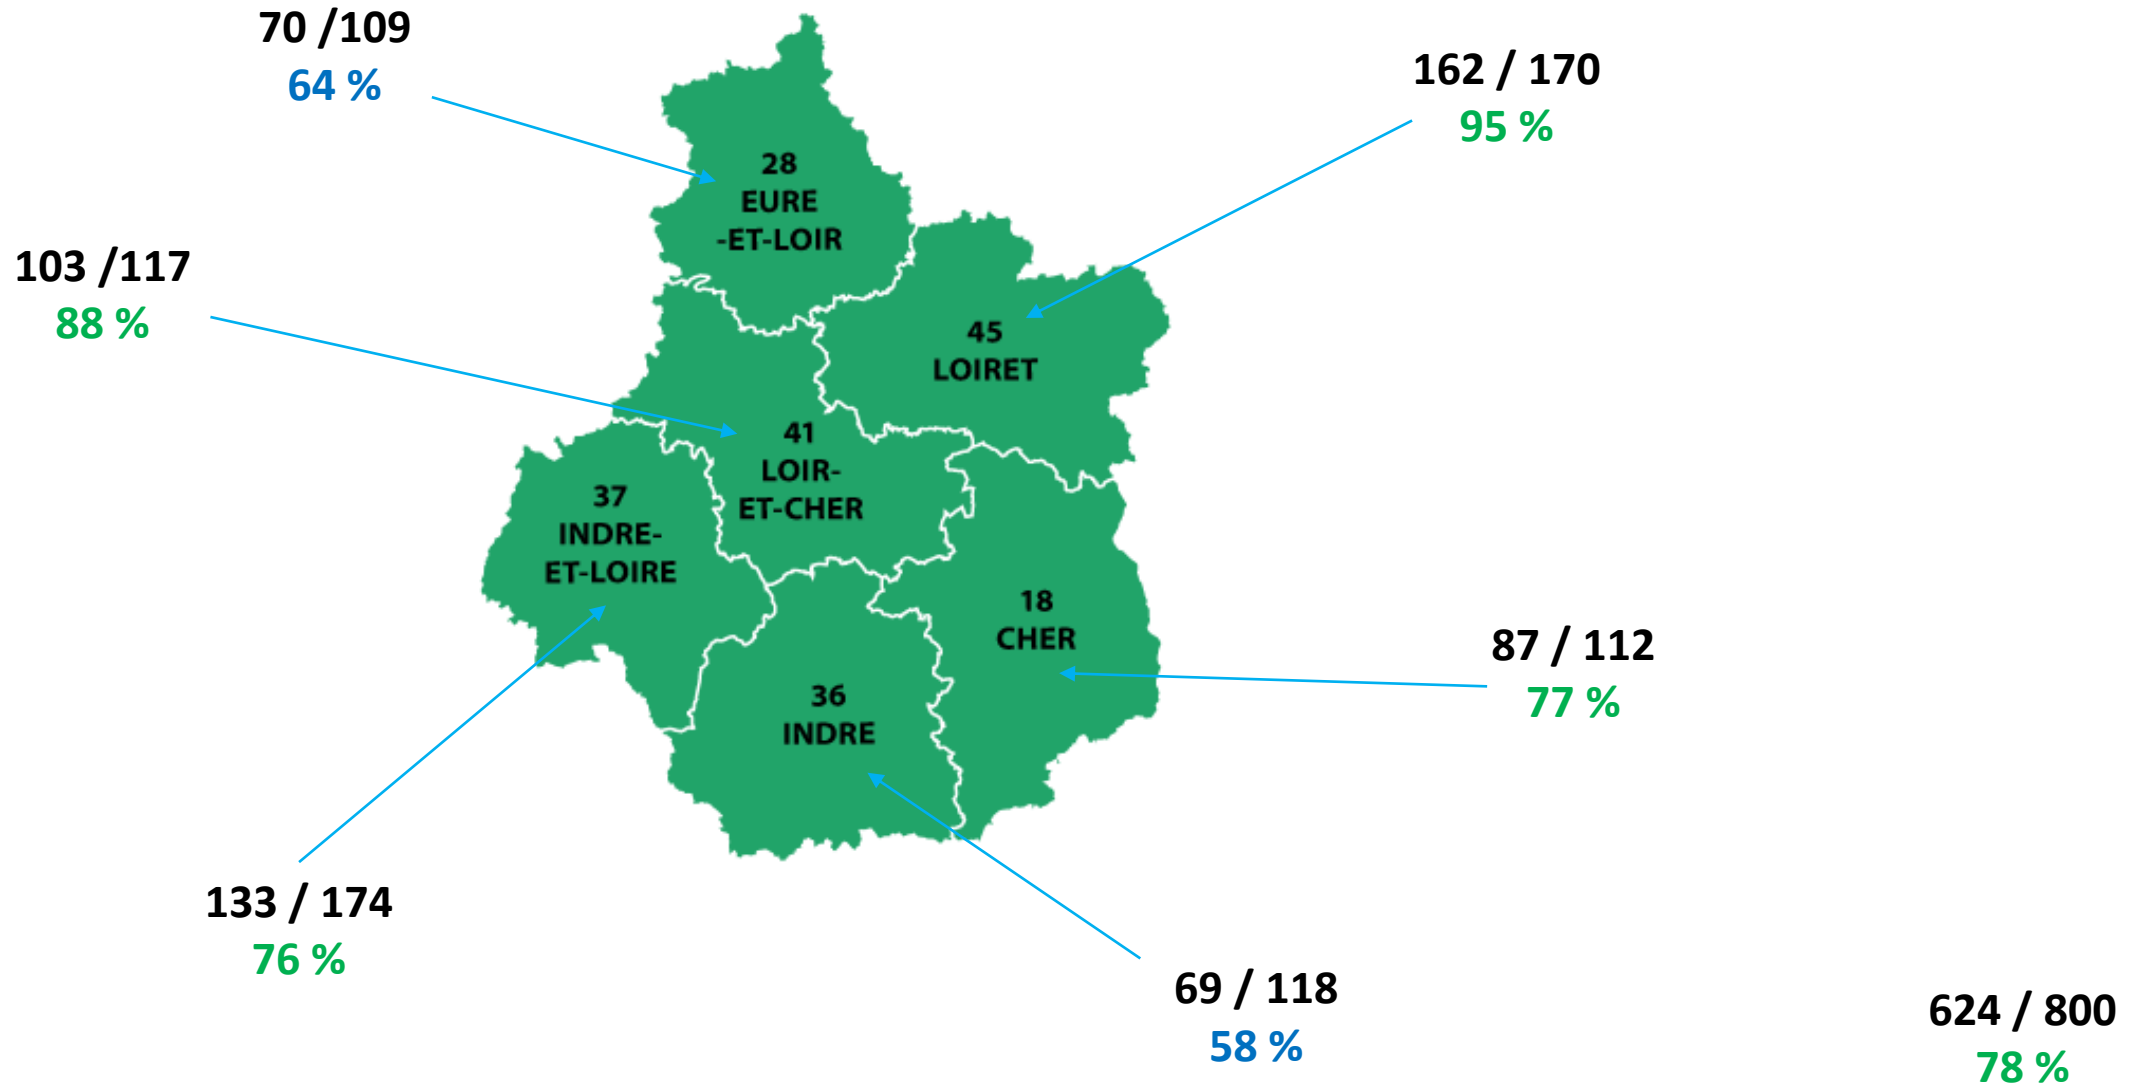 70 /109
64 %
162 / 170
95 %
28
EURE
-ET-LOIR
103 /117
88 %
45
LOIRET
41
LOIR-
ET-CHER
37
INDRE-
ET-LOIRE
18
CHER
87 / 112
77 %
36
INDRE
133 / 174
76 %
69 / 118
58 %
624 / 800
78 %